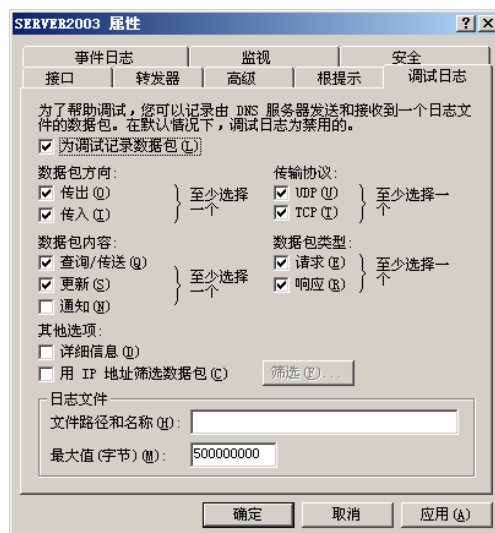 SERVER2003 属性
事件日志 监视 安全
接口 转发器 高级 根提示 调试日志
为了帮助调试，您可以记录由 DNS 服务器发送和接收到一个日志文
件的数据包。在默认情况下，调试日志为禁用的。
为调试记录数据包(L)
数据包方向: 传输协议:
传出(O) 至少选择 UDP(U) 至少选择一
传入(I) 一个 TCP(T) 个
数据包内容: 数据包类型:
查询/传送(Q) 至少选择 请求(E) 至少选择一
更新(S) 一个 响应(R) 个
通知(N)
其他选项:
详细信息(D)
用 IP 地址筛选数据包(C) 筛选(F)...
日志文件
文件路径和名称(H):
最大值(字节)(M): 500000000
确定 取消 应用(A)